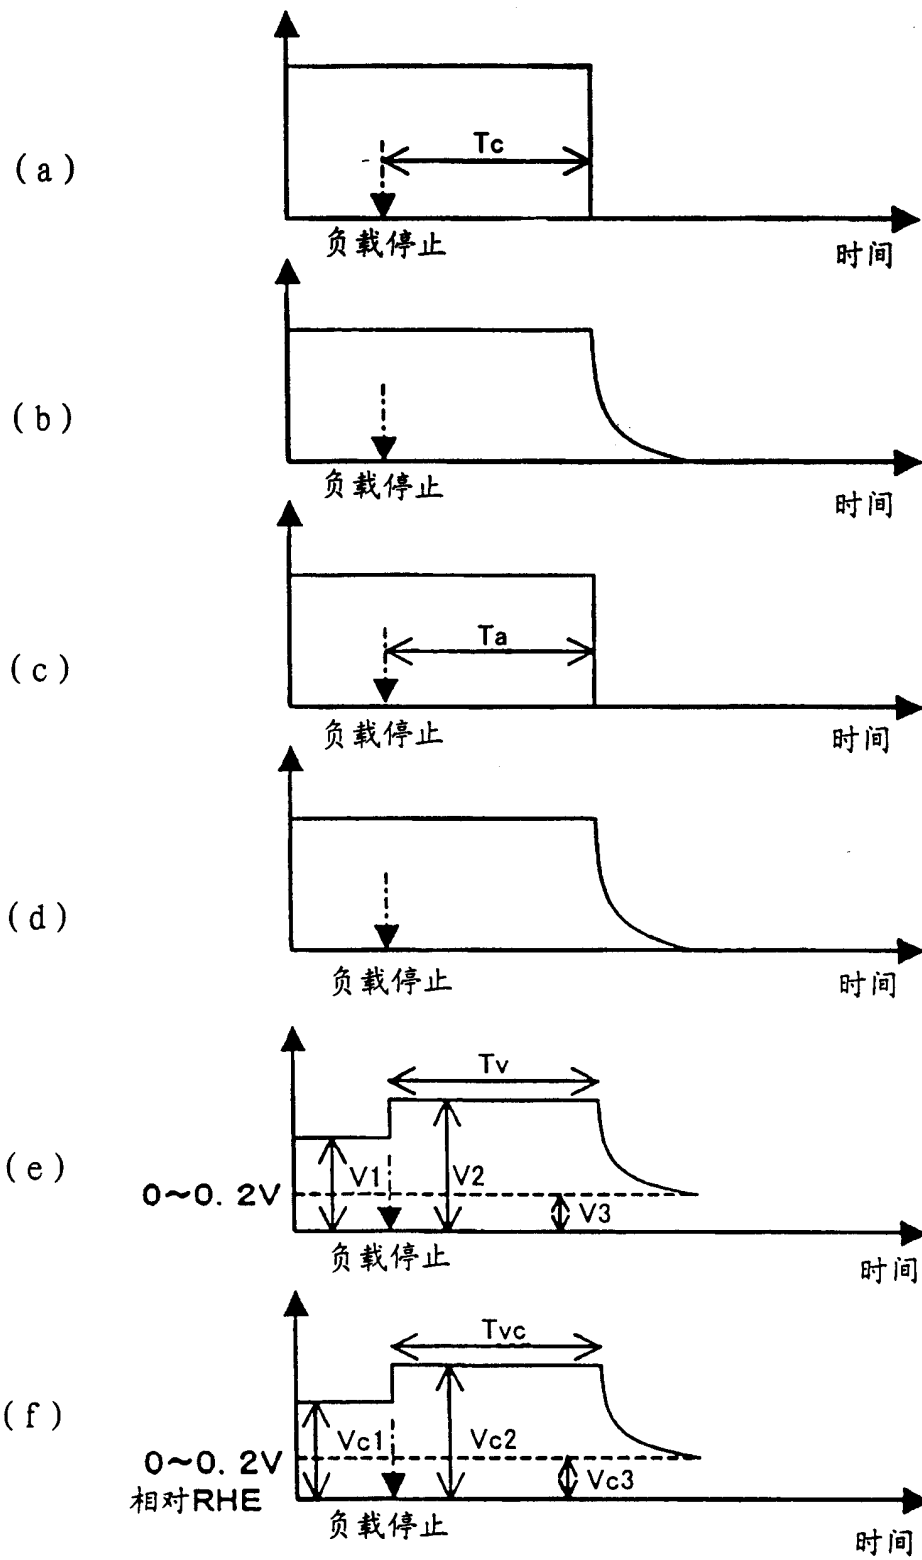 (a)
Tc
负载停止
时间
(b)
负载停止
时间
(c)
Ta
负载停止
时间
(d)
负载停止
时间
(e)
Tv
V1
V2
0~0.2V
V3
负载停止
时间
(f)
Tvc
Vc1
Vc2
0~0.2V
相对RHE
Vc3
负载停止
时间